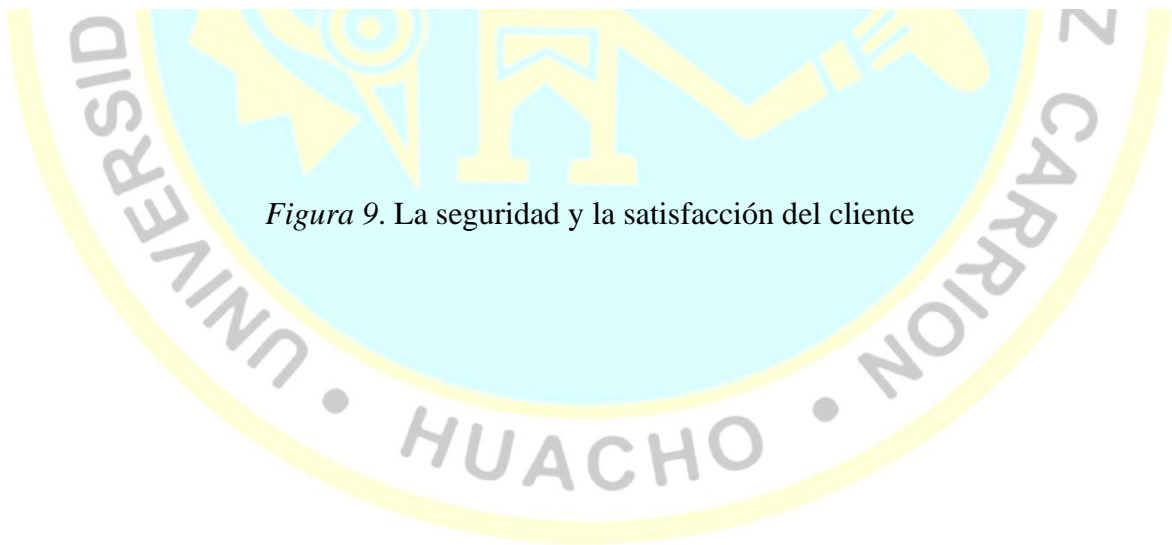 Figura 9. La seguridad y la satisfacción del cliente
UNIVERSID
Z CARRION
• HUACHO •